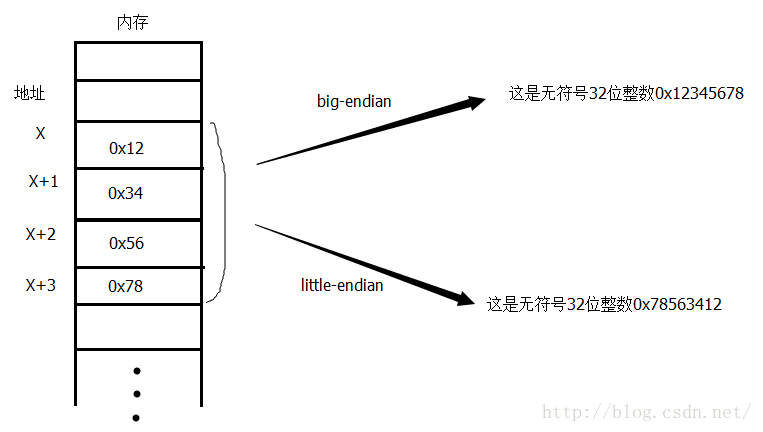 内存
地址
X
0x12
X+1
0x34
X+2
0x56
X+3
0x78
big-endian
这是无符号32位整数0x12345678
little-endian
这是无符号32位整数0x78563412
http://blog.csdn.net/